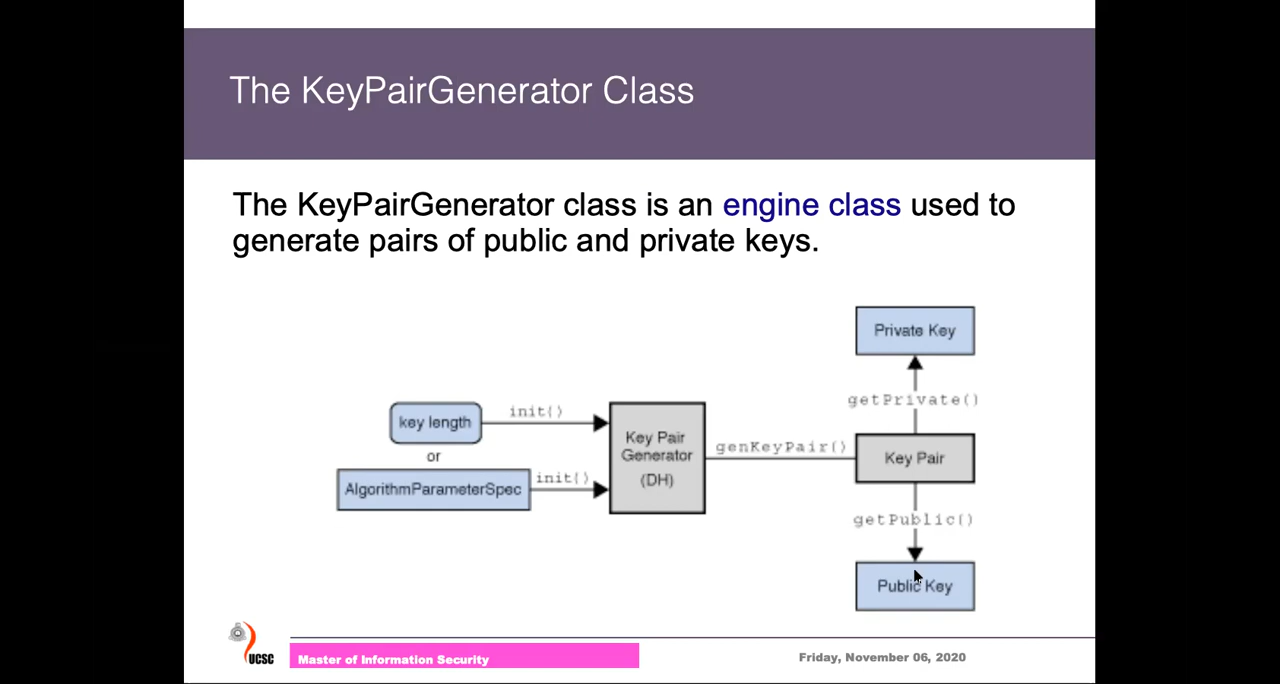 The KeyPairGenerator Class
The KeyPairGenerator class is an engine class used to
generate pairs of public and private keys.
Private Key
getPrivate()
key length
init()
or
AlgorithmParameterSpec
init()
Key Pair
Generator
(DH)
genKeyPair()
Key Pair
getPublic()
Public Key
UCSC
Master of Information Security
Friday, November 06, 2020